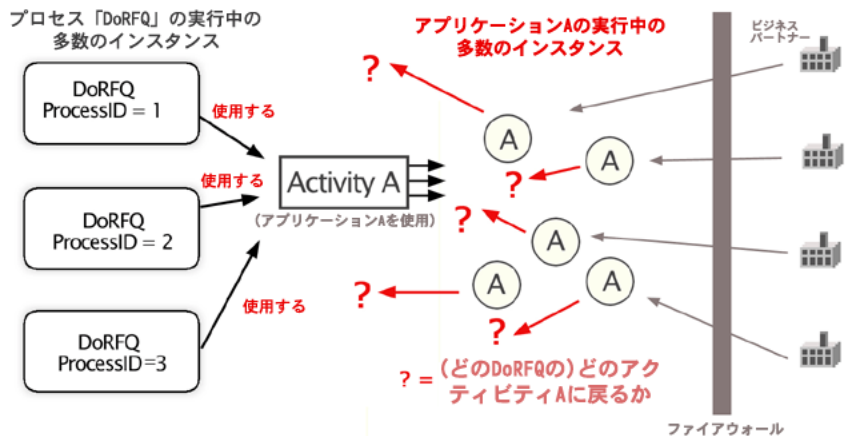 プロセス「DoRFQ」の実行中の
多数のインスタンス
アプリケーションAの実行中の
多数のインスタンス
ビジネス
パートナー
DoRFQ
ProcessID = 1
使用する
?
A
A
?
使用する
Activity A
(アプリケーションAを使用)
DoRFQ
ProcessID = 2
?
A
使用する
?
A
A
?
DoRFQ
ProcessID=3
? = (どのDoRFQの)どのアク
ティビティAに戻るか
ファイアウォール